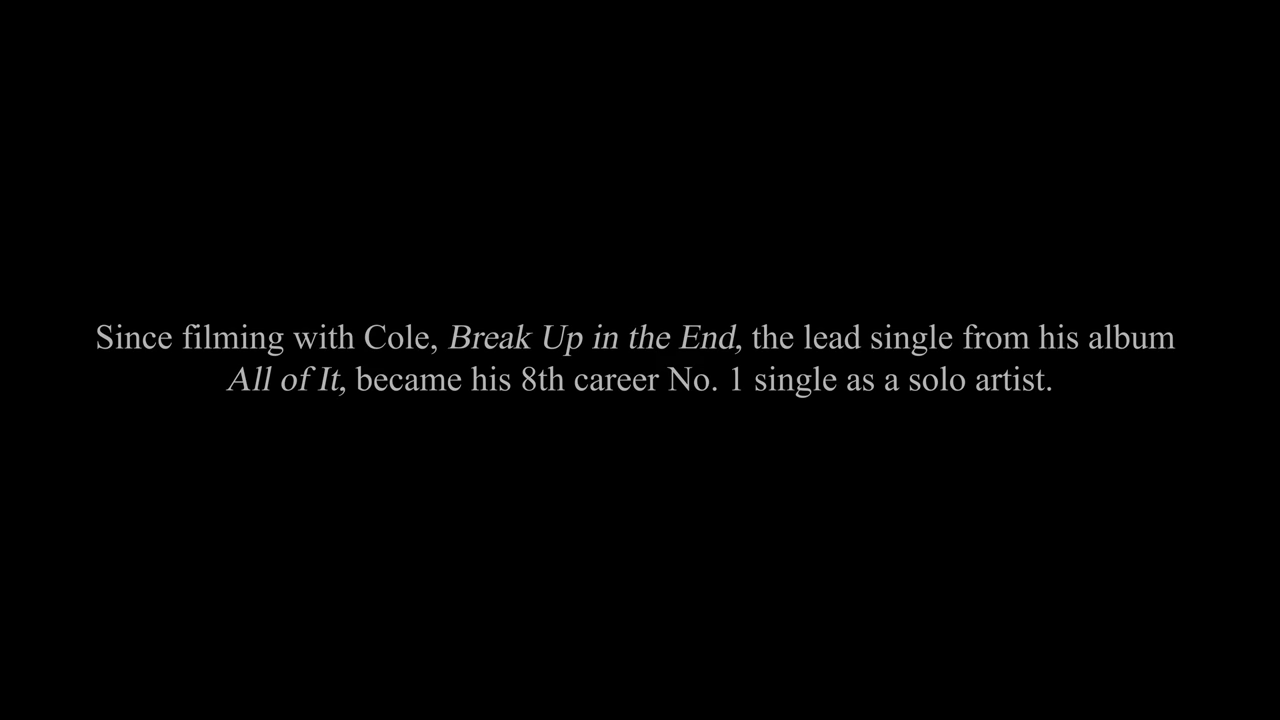 Since filming with Cole, Break Up in the End, the lead single from his album
All of It, became his 8th career No. 1 single as a solo artist.